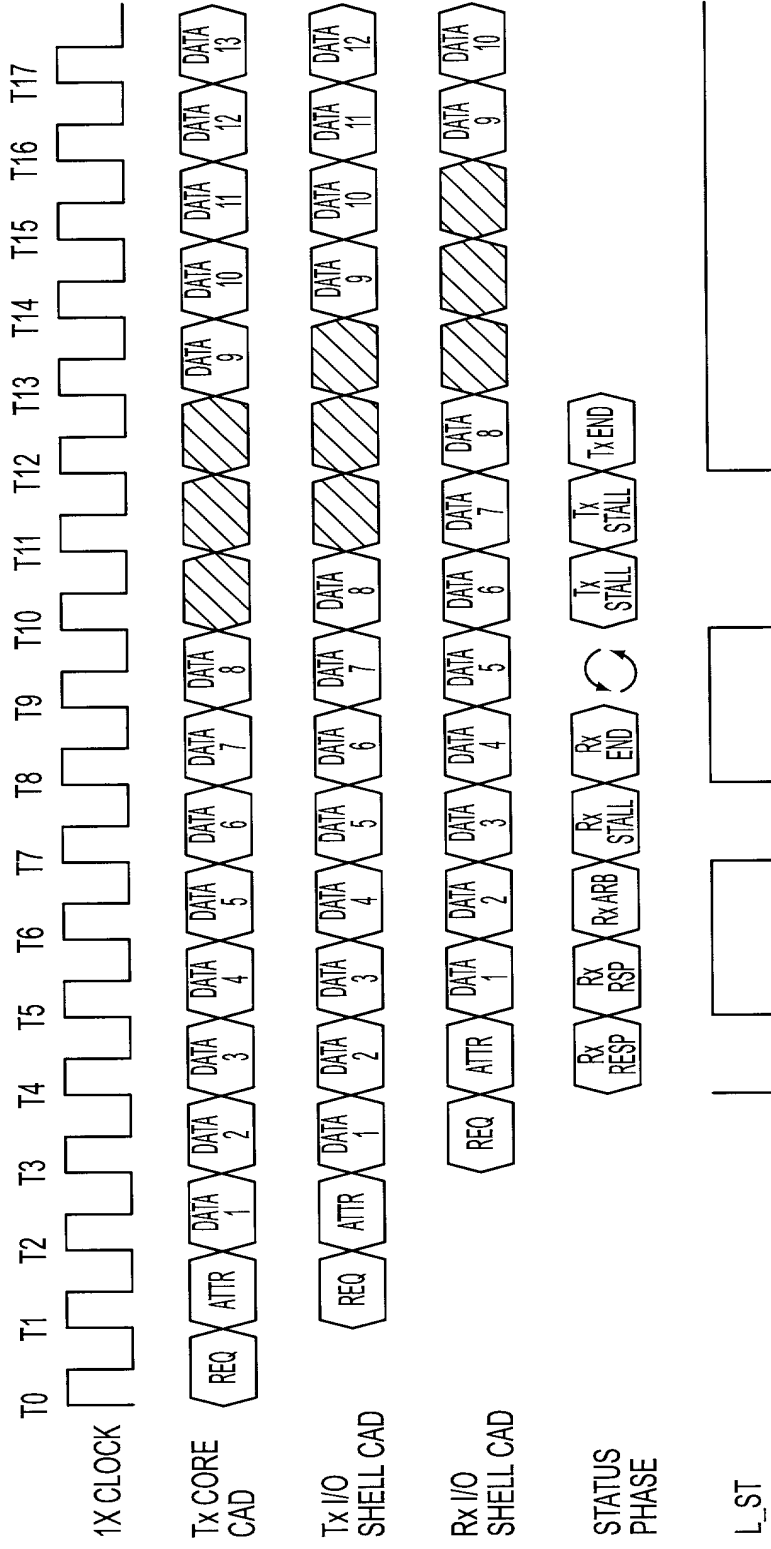 T0 T1 T2 T3 T4 T5 T6 T7 T8 T9 T10 T11 T12 T13 T14 T15 T16 T17
1X CLOCK
Tx CORE
CAD
REQ ATTR DATA 1 DATA 2 DATA 3 DATA 4 DATA 5 DATA 6 DATA 7 DATA 8 DATA 9 DATA 10 DATA 11 DATA 12 DATA 13
Tx I/O
SHELL CAD
REQ ATTR DATA 1 DATA 2 DATA 3 DATA 4 DATA 5 DATA 6 DATA 7 DATA 8 DATA 9 DATA 10 DATA 11 DATA 12
Rx I/O
SHELL CAD
REQ ATTR DATA 1 DATA 2 DATA 3 DATA 4 DATA 5 DATA 6 DATA 7 DATA 8 DATA 9 DATA 10
STATUS
PHASE
Rx RESP Rx RSP Rx ARB Rx STALL Rx END Tx STALL Tx STALL Tx END
L_ST